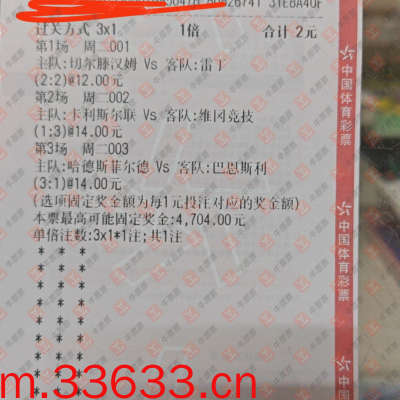 过关方式 3x1 1倍 合计 2元
第1场 周二001
主队:切尔滕汉姆 Vs 客队:雷丁
(2:2)@12.00元
第2场 周二002
主队:卡利斯尔联 Vs 客队:维冈竞技
(1:3)@14.00元
第3场 周二003
主队:哈德斯菲尔德 Vs 客队:巴恩斯利
(3:1)@14.00元
(选项固定奖金额为每1元投注对应的奖金额)
本票最高可能固定奖金:4,704.00元
单倍注数:3x1*1注;共1注
* * *
* * *
* * *
* * *
* * *
* * *
* * *
* * *
* * *
中国体育彩票
中国体育彩票
中国体育彩票
m.33633.cn